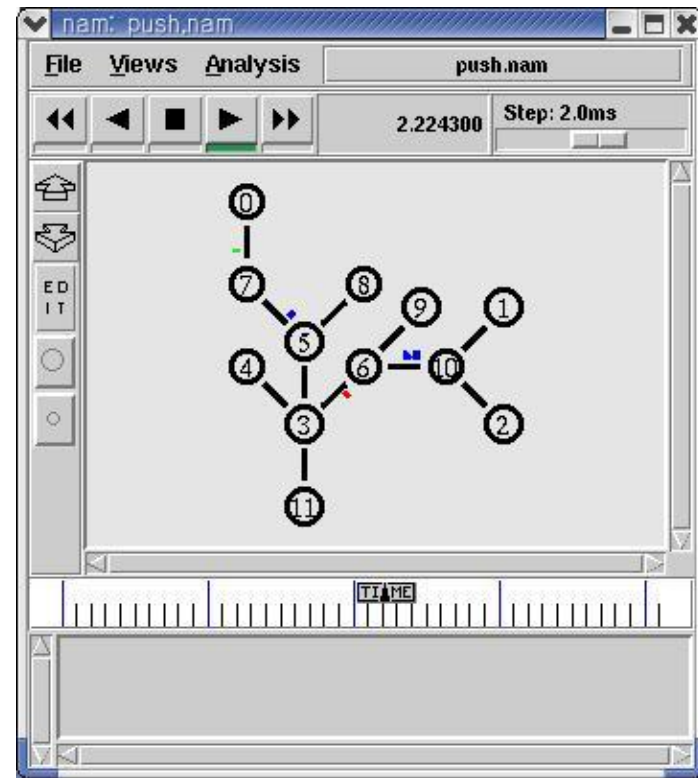 nam: push.nam
File Views Analysis push.nam
2.224300 Step: 2.0ms
ED
IT
0
7 8
9 1
5
4 6 10
3 2
11
TIME